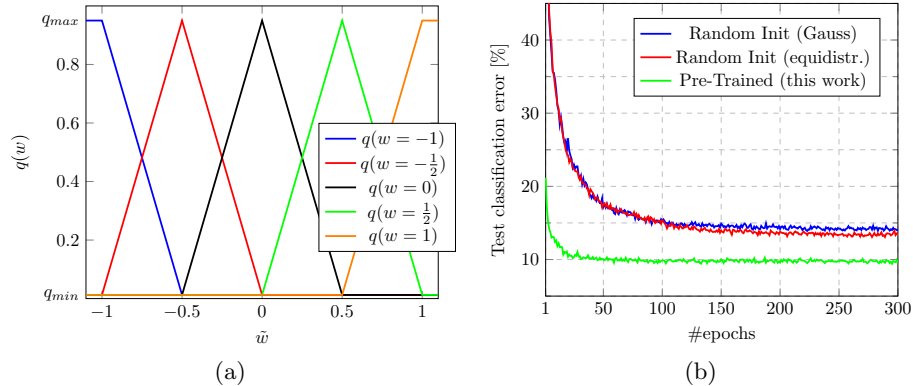 q_max
0.8
0.6
0.4
0.2
q_min
q(w)
−1
−0.5
0
0.5
1
w̃
q(w = −1)
q(w = −1/2)
q(w = 0)
q(w = 1/2)
q(w = 1)
(a)
Test classification error [%]
40
30
20
10
1
50
100
150
200
250
300
#epochs
Random Init (Gauss)
Random Init (equidistr.)
Pre-Trained (this work)
(b)